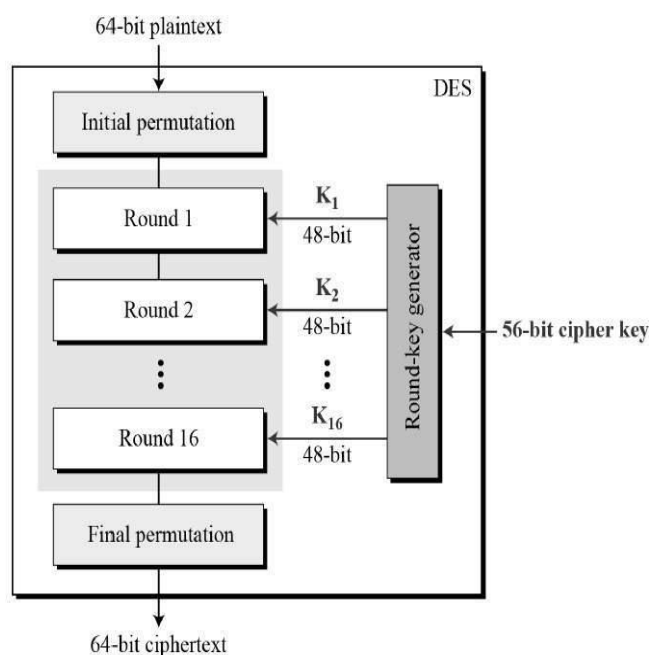 64-bit plaintext
DES
Initial permutation
Round 1
K₁
48-bit
Round 2
K₂
48-bit
Round-key generator
56-bit cipher key
Round 16
K₁₆
48-bit
Final permutation
64-bit ciphertext